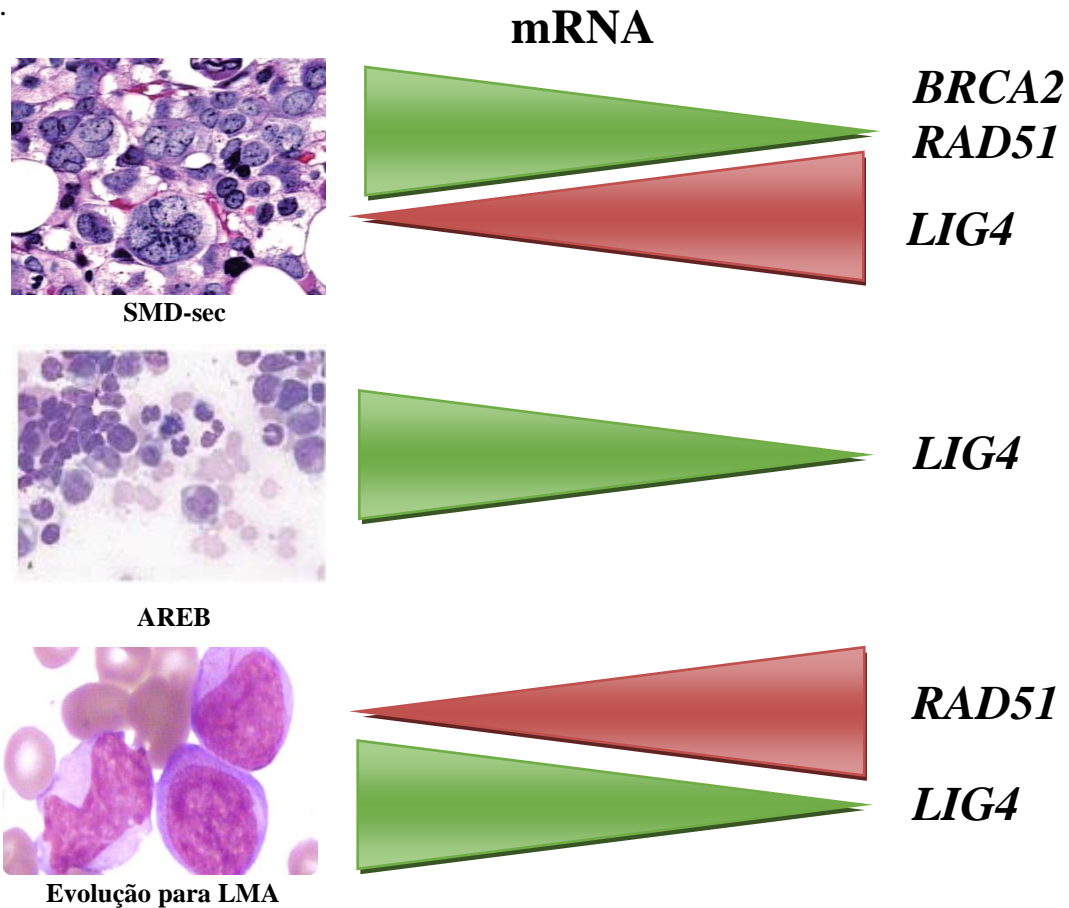 .
mRNA
BRCA2
RAD51
LIG4
SMD-sec
LIG4
AREB
RAD51
LIG4
Evolução para LMA